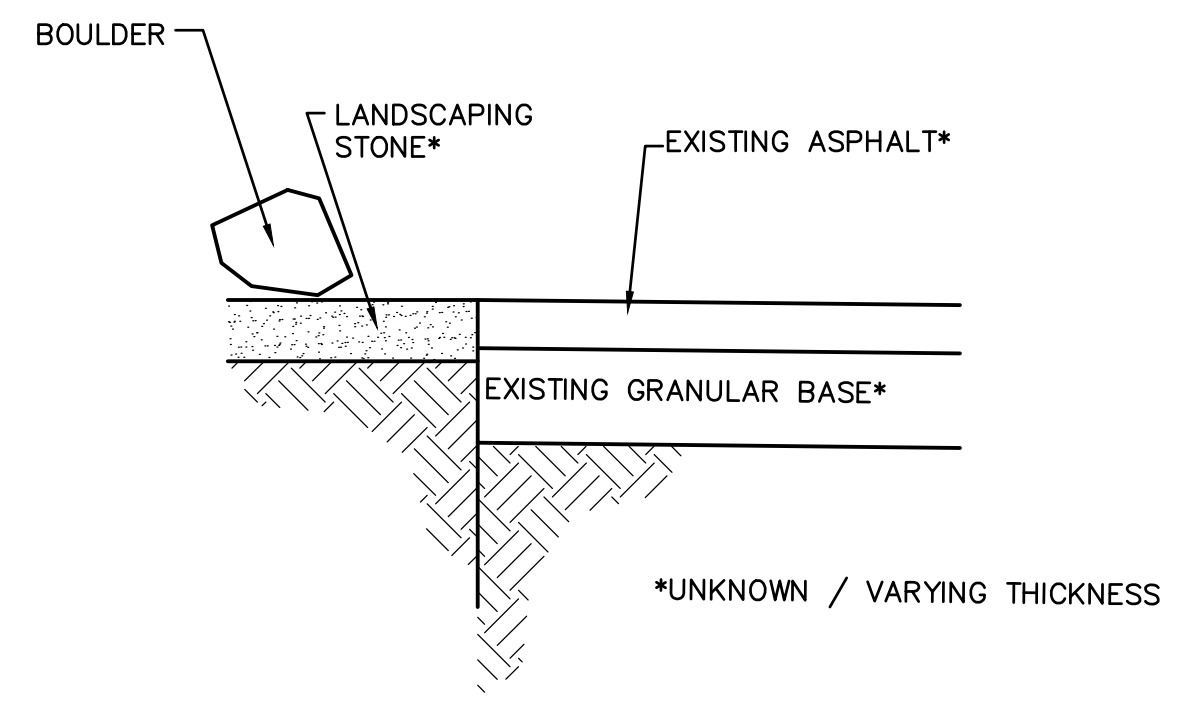 BOULDER
LANDSCAPING
STONE*
EXISTING ASPHALT*
EXISTING GRANULAR BASE*
*UNKNOWN / VARYING THICKNESS